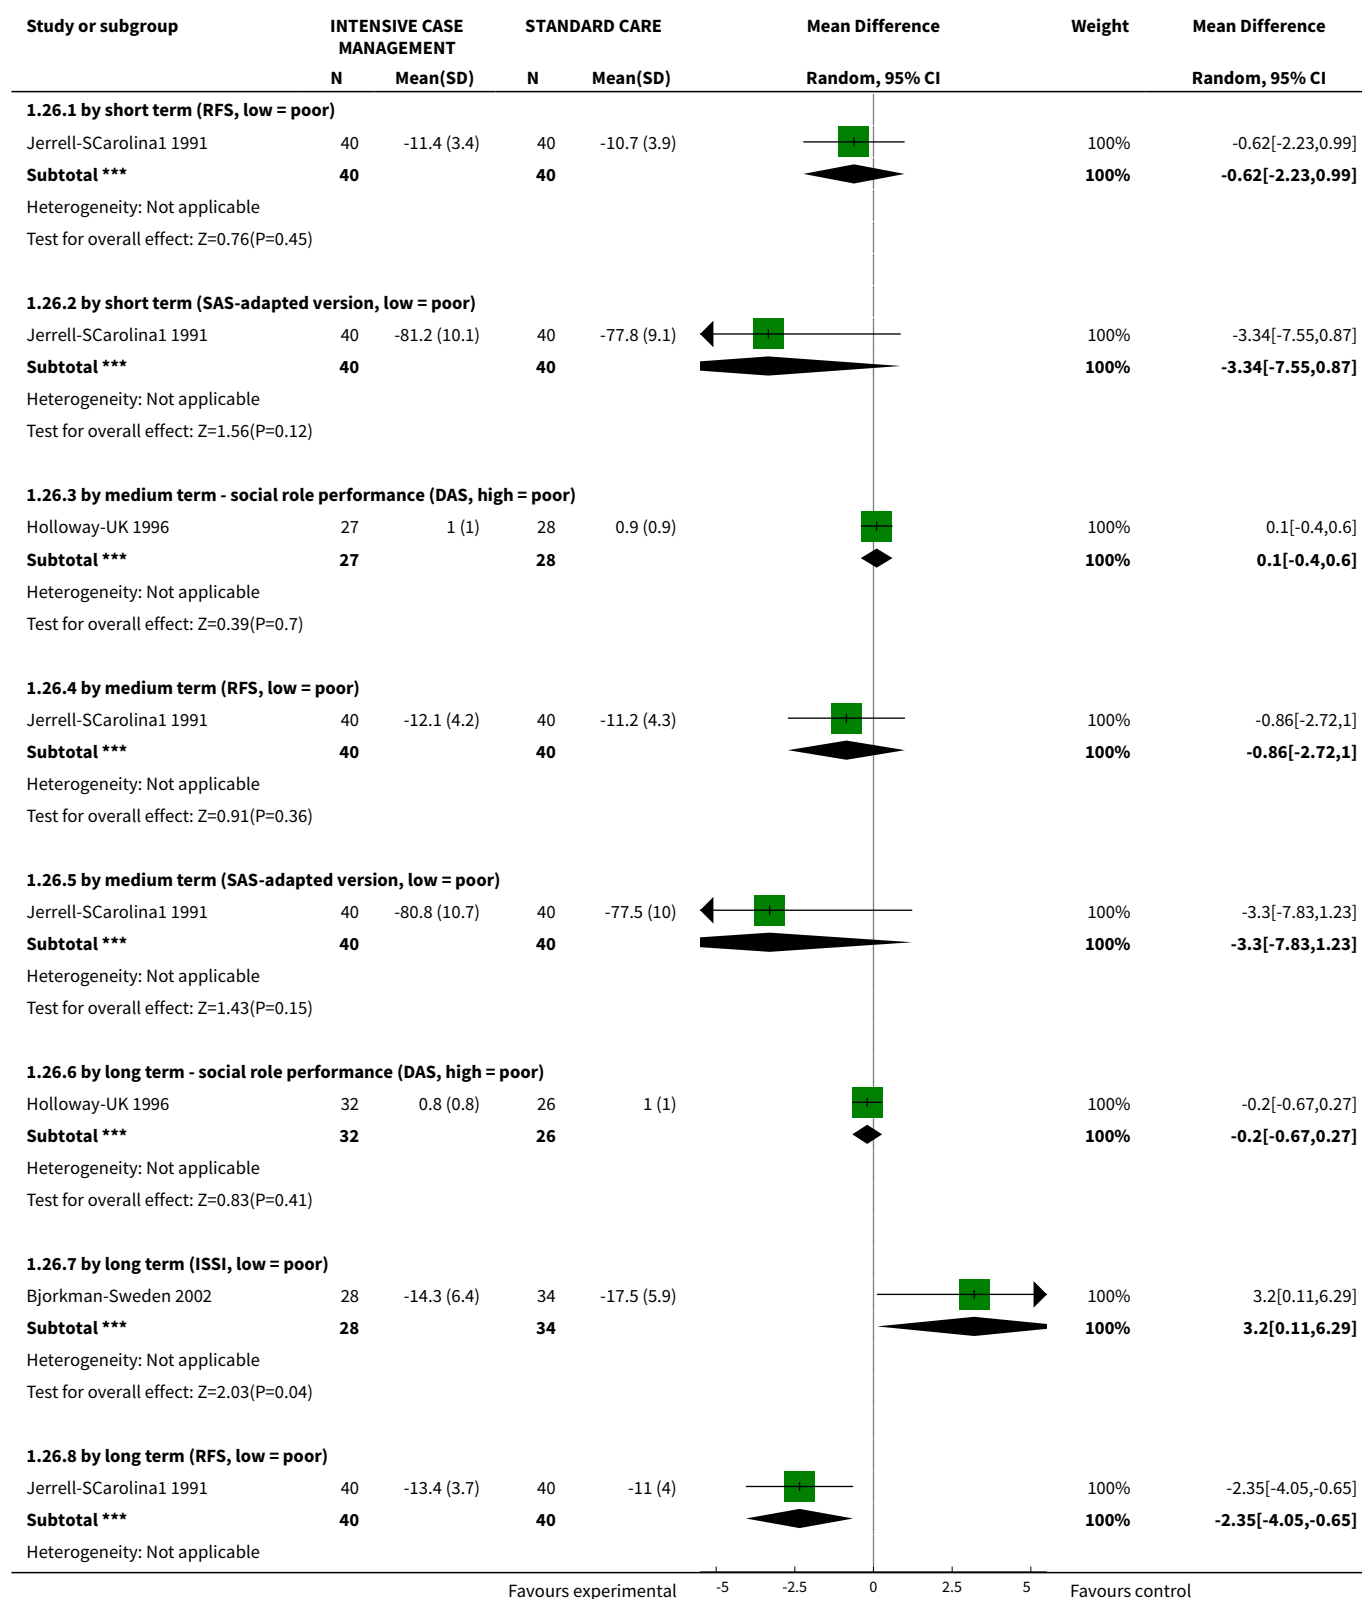 Study or subgroup INTENSIVE CASE MANAGEMENT STANDARD CARE Mean Difference Weight Mean Difference
N Mean(SD) N Mean(SD) Random, 95% CI Random, 95% CI
1.26.1 by short term (RFS, low = poor)
Jerrell-SCarolina1 1991 40 -11.4 (3.4) 40 -10.7 (3.9) 100% -0.62[-2.23,0.99]
Subtotal *** 40 40 100% -0.62[-2.23,0.99]
Heterogeneity: Not applicable
Test for overall effect: Z=0.76(P=0.45)
1.26.2 by short term (SAS-adapted version, low = poor)
Jerrell-SCarolina1 1991 40 -81.2 (10.1) 40 -77.8 (9.1) 100% -3.34[-7.55,0.87]
Subtotal *** 40 40 100% -3.34[-7.55,0.87]
Heterogeneity: Not applicable
Test for overall effect: Z=1.56(P=0.12)
1.26.3 by medium term - social role performance (DAS, high = poor)
Holloway-UK 1996 27 1 (1) 28 0.9 (0.9) 100% 0.1[-0.4,0.6]
Subtotal *** 27 28 100% 0.1[-0.4,0.6]
Heterogeneity: Not applicable
Test for overall effect: Z=0.39(P=0.7)
1.26.4 by medium term (RFS, low = poor)
Jerrell-SCarolina1 1991 40 -12.1 (4.2) 40 -11.2 (4.3) 100% -0.86[-2.72,1]
Subtotal *** 40 40 100% -0.86[-2.72,1]
Heterogeneity: Not applicable
Test for overall effect: Z=0.91(P=0.36)
1.26.5 by medium term (SAS-adapted version, low = poor)
Jerrell-SCarolina1 1991 40 -80.8 (10.7) 40 -77.5 (10) 100% -3.3[-7.83,1.23]
Subtotal *** 40 40 100% -3.3[-7.83,1.23]
Heterogeneity: Not applicable
Test for overall effect: Z=1.43(P=0.15)
1.26.6 by long term - social role performance (DAS, high = poor)
Holloway-UK 1996 32 0.8 (0.8) 26 1 (1) 100% -0.2[-0.67,0.27]
Subtotal *** 32 26 100% -0.2[-0.67,0.27]
Heterogeneity: Not applicable
Test for overall effect: Z=0.83(P=0.41)
1.26.7 by long term (ISSI, low = poor)
Bjorkman-Sweden 2002 28 -14.3 (6.4) 34 -17.5 (5.9) 100% 3.2[0.11,6.29]
Subtotal *** 28 34 100% 3.2[0.11,6.29]
Heterogeneity: Not applicable
Test for overall effect: Z=2.03(P=0.04)
1.26.8 by long term (RFS, low = poor)
Jerrell-SCarolina1 1991 40 -13.4 (3.7) 40 -11 (4) 100% -2.35[-4.05,-0.65]
Subtotal *** 40 40 100% -2.35[-4.05,-0.65]
Heterogeneity: Not applicable
Favours experimental -5 -2.5 0 2.5 5 Favours control